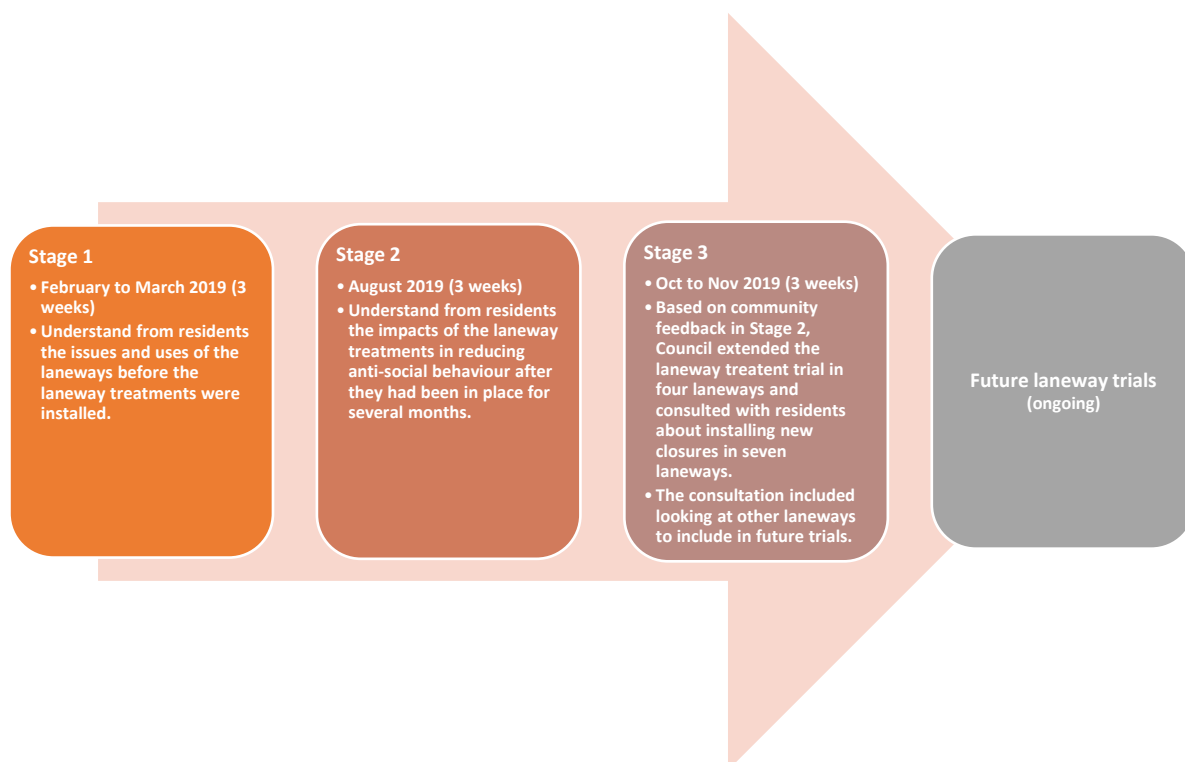 Stage 1
• February to March 2019 (3
weeks)
• Understand from residents
the issues and uses of the
laneways before the
laneway treatments were
installed.
Stage 2
• August 2019 (3 weeks)
• Understand from residents
the impacts of the laneway
treatments in reducing
anti-social behaviour after
they had been in place for
several months.
Stage 3
• Oct to Nov 2019 (3 weeks)
• Based on community
feedback in Stage 2,
Council extended the
laneway treatent trial in
four laneways and
consulted with residents
about installing new
closures in seven
laneways.
• The consultation included
looking at other laneways
to include in future trials.
Future laneway trials
(ongoing)